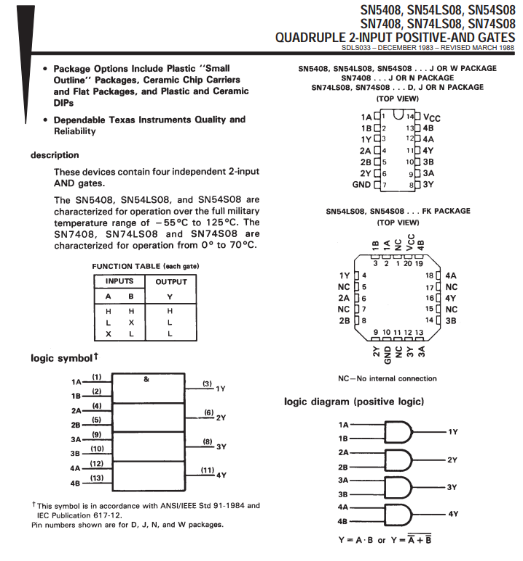 SN5408, SN54LS08, SN54S08
SN7408, SN74LS08, SN74S08
QUADRUPLE 2-INPUT POSITIVE-AND GATES
SDLS033 – DECEMBER 1983 – REVISED MARCH 1988
• Package Options Include Plastic "Small
Outline" Packages, Ceramic Chip Carriers
and Flat Packages, and Plastic and Ceramic
DIPs
• Dependable Texas Instruments Quality and
Reliability
description
These devices contain four independent 2-input
AND gates.
The SN5408, SN54LS08, and SN54S08 are
characterized for operation over the full military
temperature range of −55°C to 125°C. The
SN7408, SN74LS08 and SN74S08 are
characterized for operation from 0° to 70°C.
FUNCTION TABLE (each gate)
INPUTS OUTPUT
A B Y
H H H
L X L
X L L
logic symbol†
1A (1) & (3) 1Y
1B (2)
2A (4) (6) 2Y
2B (5)
3A (9) (8) 3Y
3B (10)
4A (12) (11) 4Y
4B (13)
† This symbol is in accordance with ANSI/IEEE Std 91-1984 and
IEC Publication 617-12.
Pin numbers shown are for D, J, N, and W packages.
SN5408, SN54LS08, SN54S08 . . . J OR W PACKAGE
SN7408 . . . J OR N PACKAGE
SN74LS08, SN74S08 . . . D, J OR N PACKAGE
(TOP VIEW)
1A 1 14 VCC
1B 2 13 4B
1Y 3 12 4A
2A 4 11 4Y
2B 5 10 3B
2Y 6 9 3A
GND 7 8 3Y
SN54LS08, SN54S08 . . . FK PACKAGE
(TOP VIEW)
1B 1A NC VCC 4B
3 2 1 20 19
1Y 4 18 4A
NC 5 17 NC
2A 6 16 4Y
NC 7 15 NC
2B 8 14 3B
9 10 11 12 13
2Y GND NC 3Y 3A
NC—No internal connection
logic diagram (positive logic)
1A
1B 1Y
2A
2B 2Y
3A
3B 3Y
4A
4B 4Y
Y = A·B or Y = A̅ + B̅